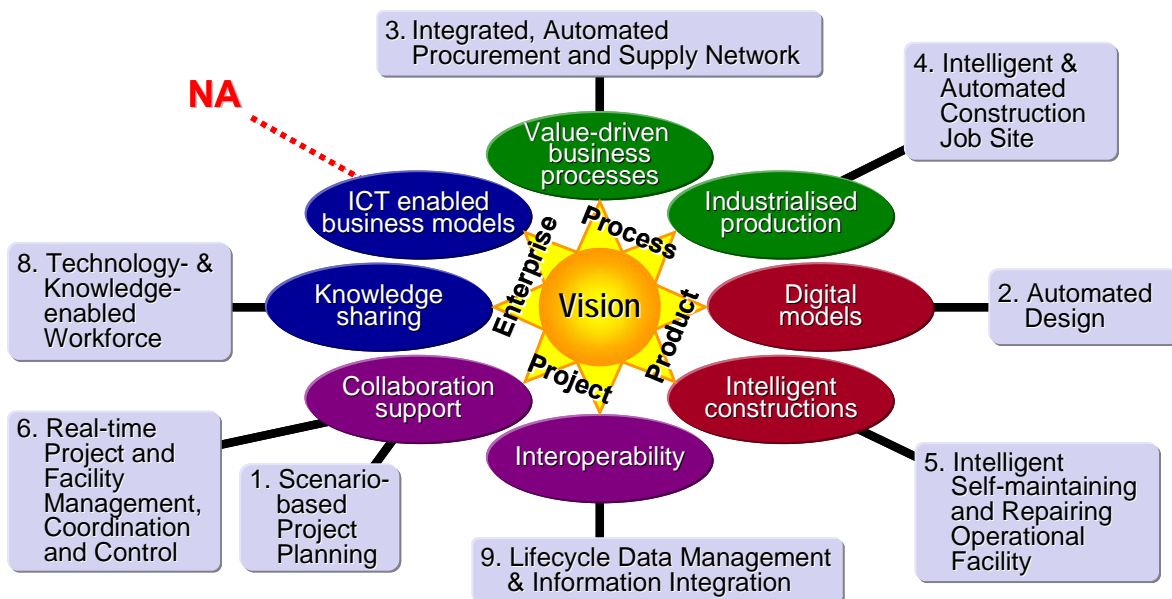 3. Integrated, Automated
Procurement and Supply Network
4. Intelligent &
Automated
Construction
Job Site
NA
Value-driven
business
processes
ICT enabled
business models
Industrialised
production
Process
Enterprise
8. Technology- &
Knowledge-
enabled
Workforce
Knowledge
sharing
Vision
Digital
models
2. Automated
Design
Product
Project
Collaboration
support
Intelligent
constructions
6. Real-time
Project and
Facility
Management,
Coordination
and Control
1. Scenario-
based
Project
Planning
Interoperability
5. Intelligent
Self-maintaining
and Repairing
Operational
Facility
9. Lifecycle Data Management
& Information Integration